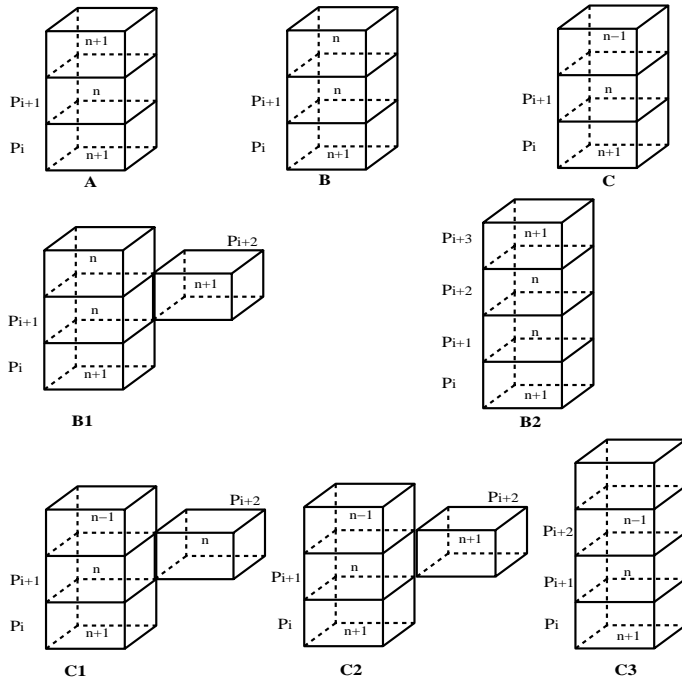 n+1 n n−1
Pi+1 n Pi+1 n Pi+1 n
Pi n+1 Pi n+1 Pi n+1
A B C
Pi+2 Pi+3 n+1
n n+1 Pi+2 n
Pi+1 n Pi+1 n
Pi n+1 Pi n+1
B1 B2
n−1 Pi+2 n−1 Pi+2
n n+1 Pi+2 n−1
Pi+1 n Pi+1 n Pi+1 n
Pi n+1 Pi n+1 Pi n+1
C1 C2 C3